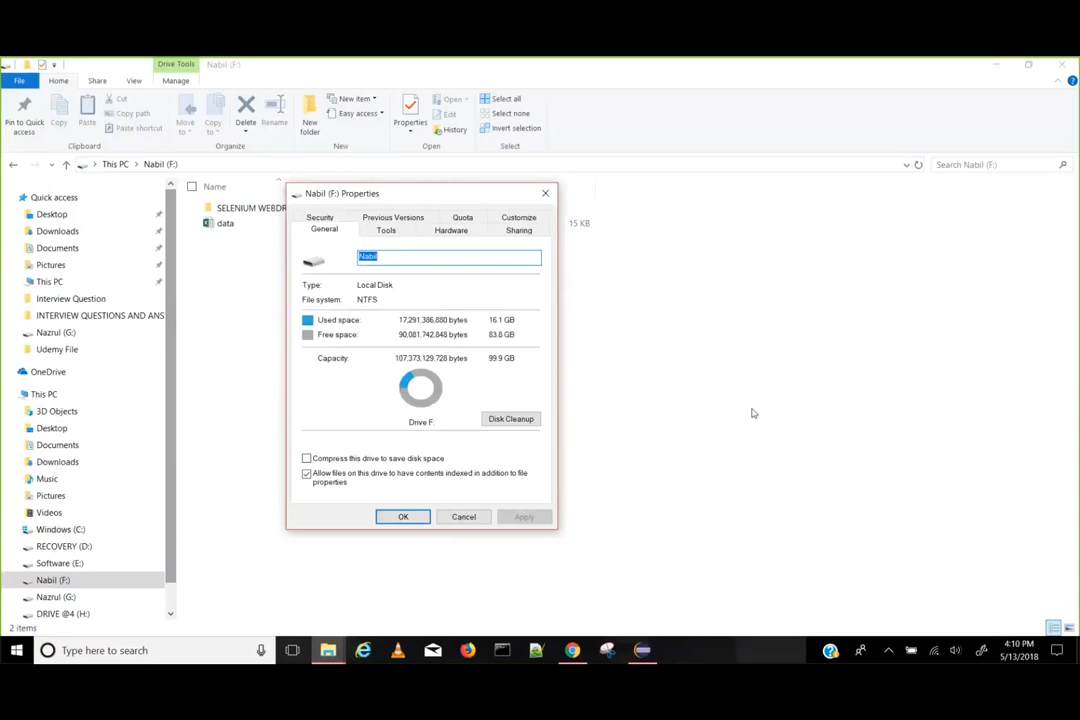 Drive Tools Nabil (F:)
File Home Share View Manage
Pin to Quick access
Copy
Paste
Cut
Copy path
Paste shortcut
Clipboard
Move to
Copy to
Delete
Rename
Organize
New folder
New item
Easy access
New
Properties
Open
Edit
History
Open
Select all
Select none
Invert selection
Select
This PC Nabil (F:)
Search Nabil (F:)
Name
SELENIUM WEBDR
data
15 KB
Quick access
Desktop
Downloads
Documents
Pictures
This PC
Interview Question
INTERVIEW QUESTIONS AND ANS
Nazrul (G:)
Udemy File
OneDrive
This PC
3D Objects
Desktop
Documents
Downloads
Music
Pictures
Videos
Windows (C:)
RECOVERY (D:)
Software (E:)
Nabil (F:)
Nazrul (G:)
DRIVE @4 (H:)
2 items
Nabil (F:) Properties
Security Previous Versions Quota Customize
General Tools Hardware Sharing
Nabil
Type: Local Disk
File system: NTFS
Used space: 17,291,386,880 bytes 16.1 GB
Free space: 90,081,742,848 bytes 83.8 GB
Capacity: 107,373,129,728 bytes 99.9 GB
Drive F:
Disk Cleanup
Compress this drive to save disk space
Allow files on this drive to have contents indexed in addition to file
properties
OK Cancel Apply
Type here to search
4:10 PM
5/13/2018